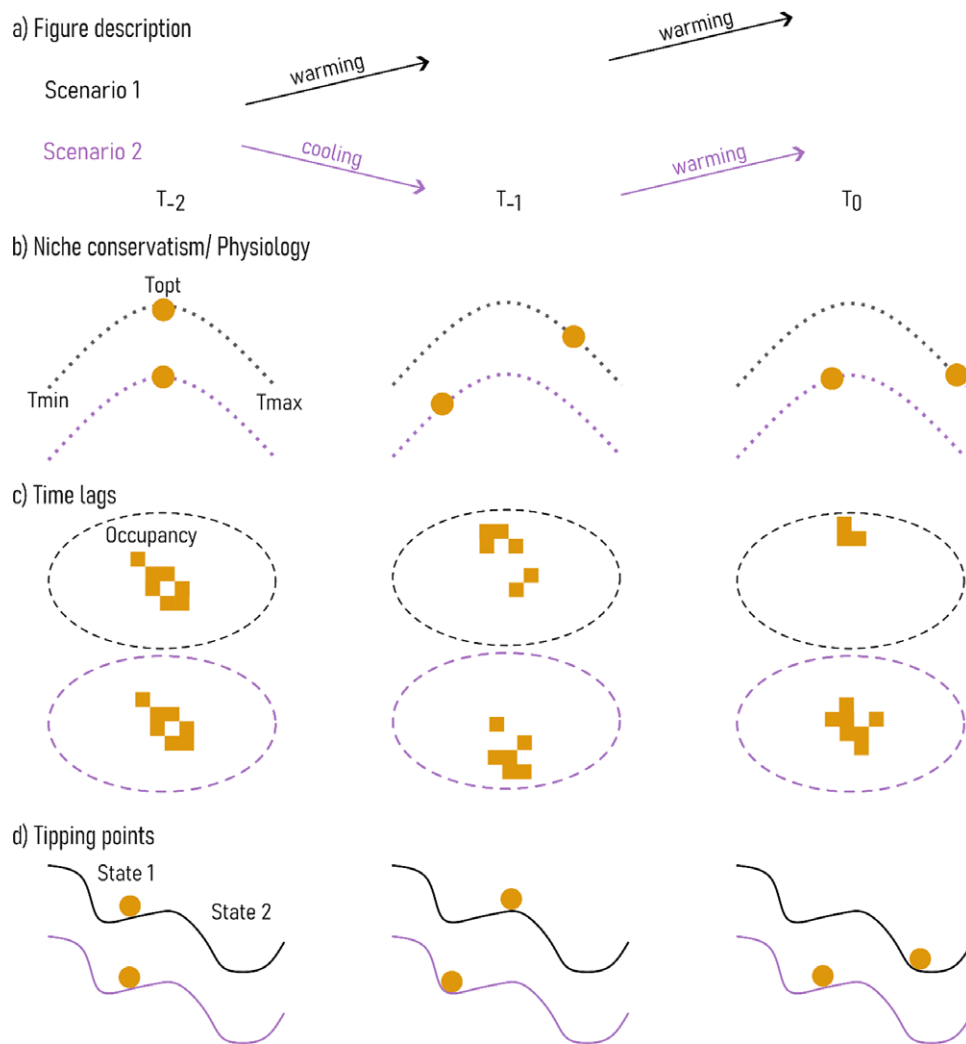 a) Figure description
warming
warming
Scenario 1
Scenario 2
cooling
warming
T-2
T-1
T0
b) Niche conservatism/ Physiology
Topt
Tmin
Tmax
c) Time lags
Occupancy
d) Tipping points
State 1
State 2